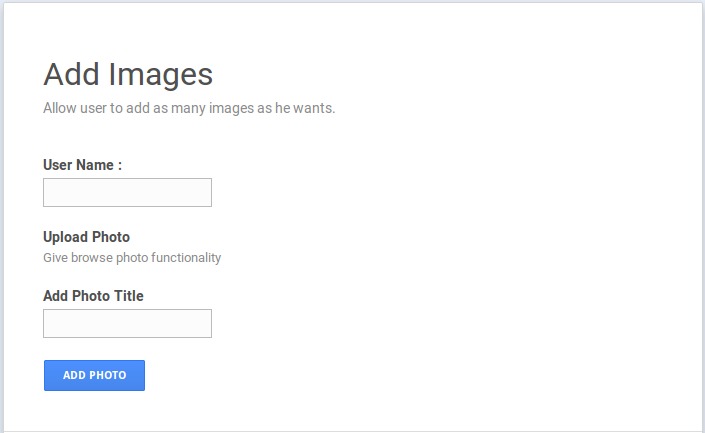 Add Images
Allow user to add as many images as he wants.
User Name :
Upload Photo
Give browse photo functionality
Add Photo Title
ADD PHOTO